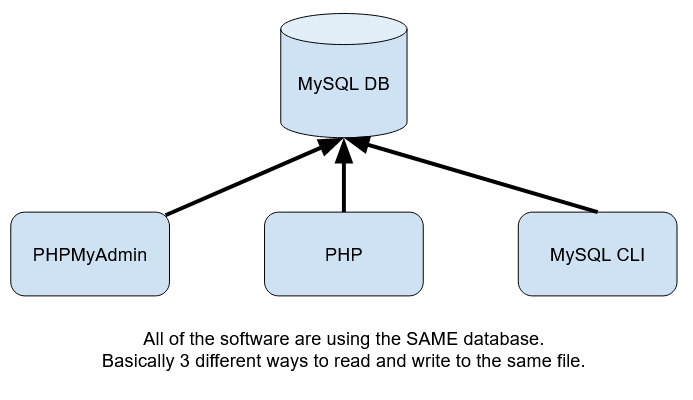 MySQL DB
PHPMyAdmin
PHP
MySQL CLI
All of the software are using the SAME database.
Basically 3 different ways to read and write to the same file.